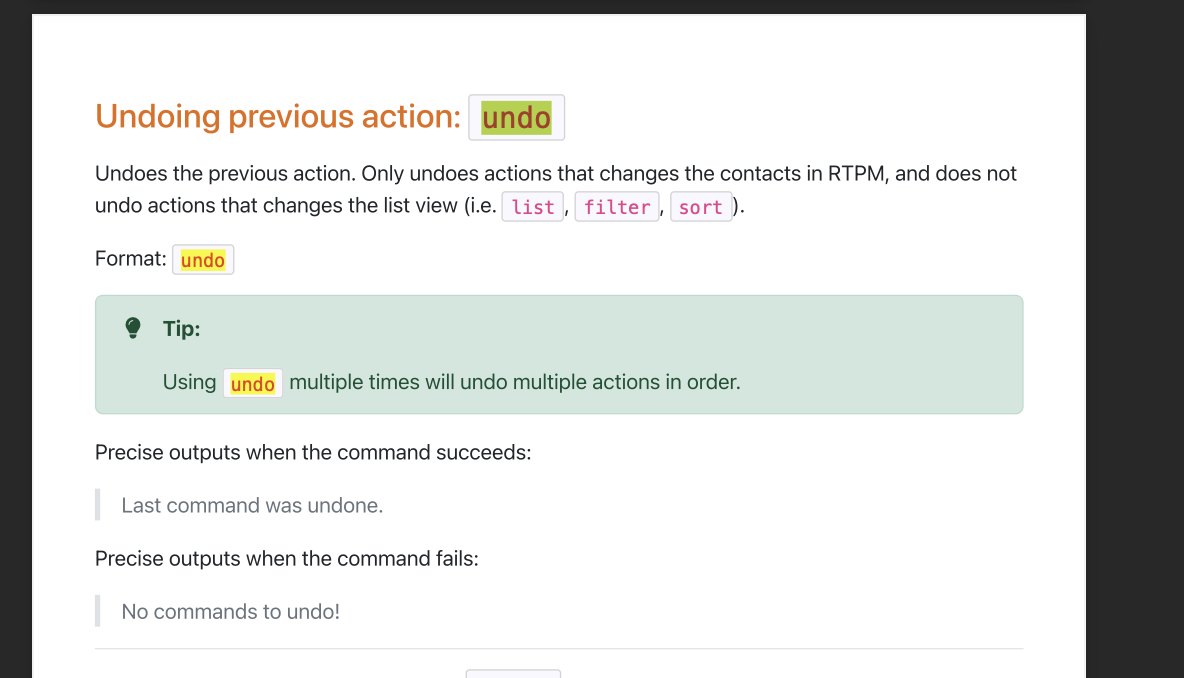 Undoing previous action: undo
Undoes the previous action. Only undoes actions that changes the contacts in RTPM, and does not
undo actions that changes the list view (i.e. list, filter, sort).
Format: undo
Tip:
Using undo multiple times will undo multiple actions in order.
Precise outputs when the command succeeds:
Last command was undone.
Precise outputs when the command fails:
No commands to undo!